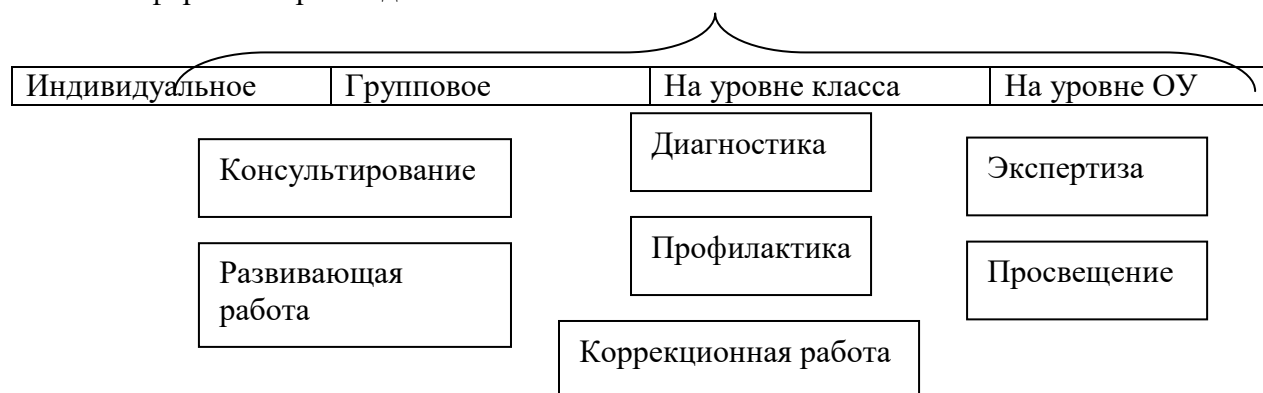 Индивидуальное Групповое На уровне класса На уровне ОУ
Консультирование
Диагностика
Экспертиза
Развивающая
работа
Профилактика
Просвещение
Коррекционная работа